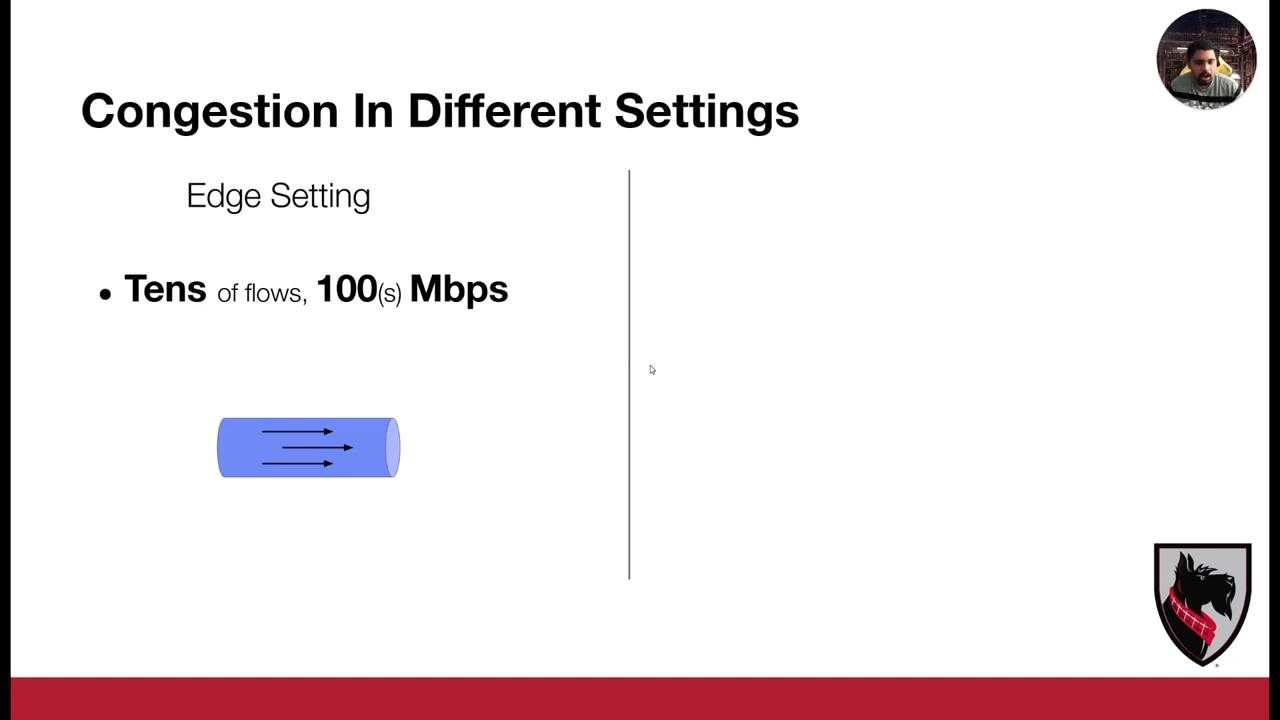 Congestion In Different Settings
Edge Setting
• Tens of flows, 100(s) Mbps